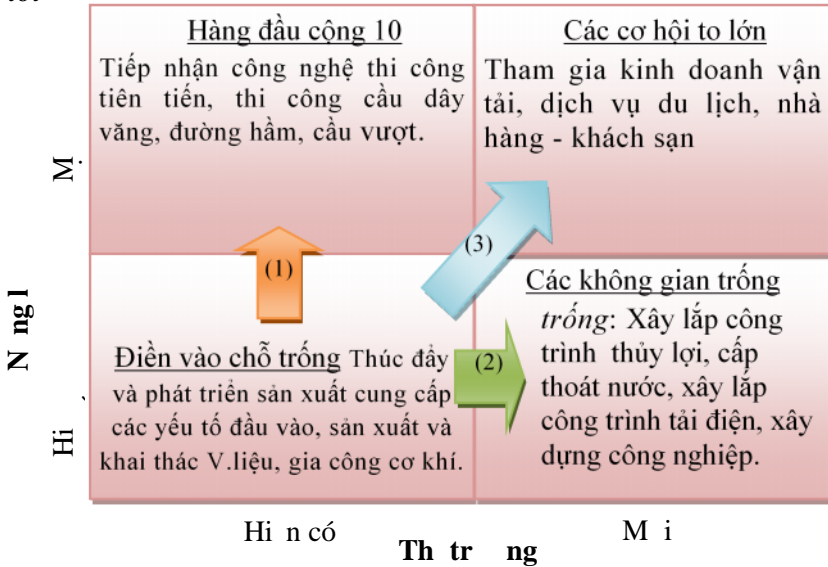 Hàng đầu cộng 10
Tiếp nhận công nghệ thi công
tiên tiến, thi công cầu dây
văng, đường hầm, cầu vượt.
Các cơ hội to lớn
Tham gia kinh doanh vận
tải, dịch vụ du lịch, nhà
hàng - khách sạn
(1)
(3)
(2)
Điền vào chỗ trống Thúc đẩy
và phát triển sản xuất cung cấp
các yếu tố đầu vào, sản xuất và
khai thác V.liệu, gia công cơ khí.
Các không gian trống
trống: Xây lắp công
trình thủy lợi, cấp
thoát nước, xây lắp
công trình tải điện, xây
dựng công nghiệp.
N ng l
Hi
Hi n có
M i
Th tr ng